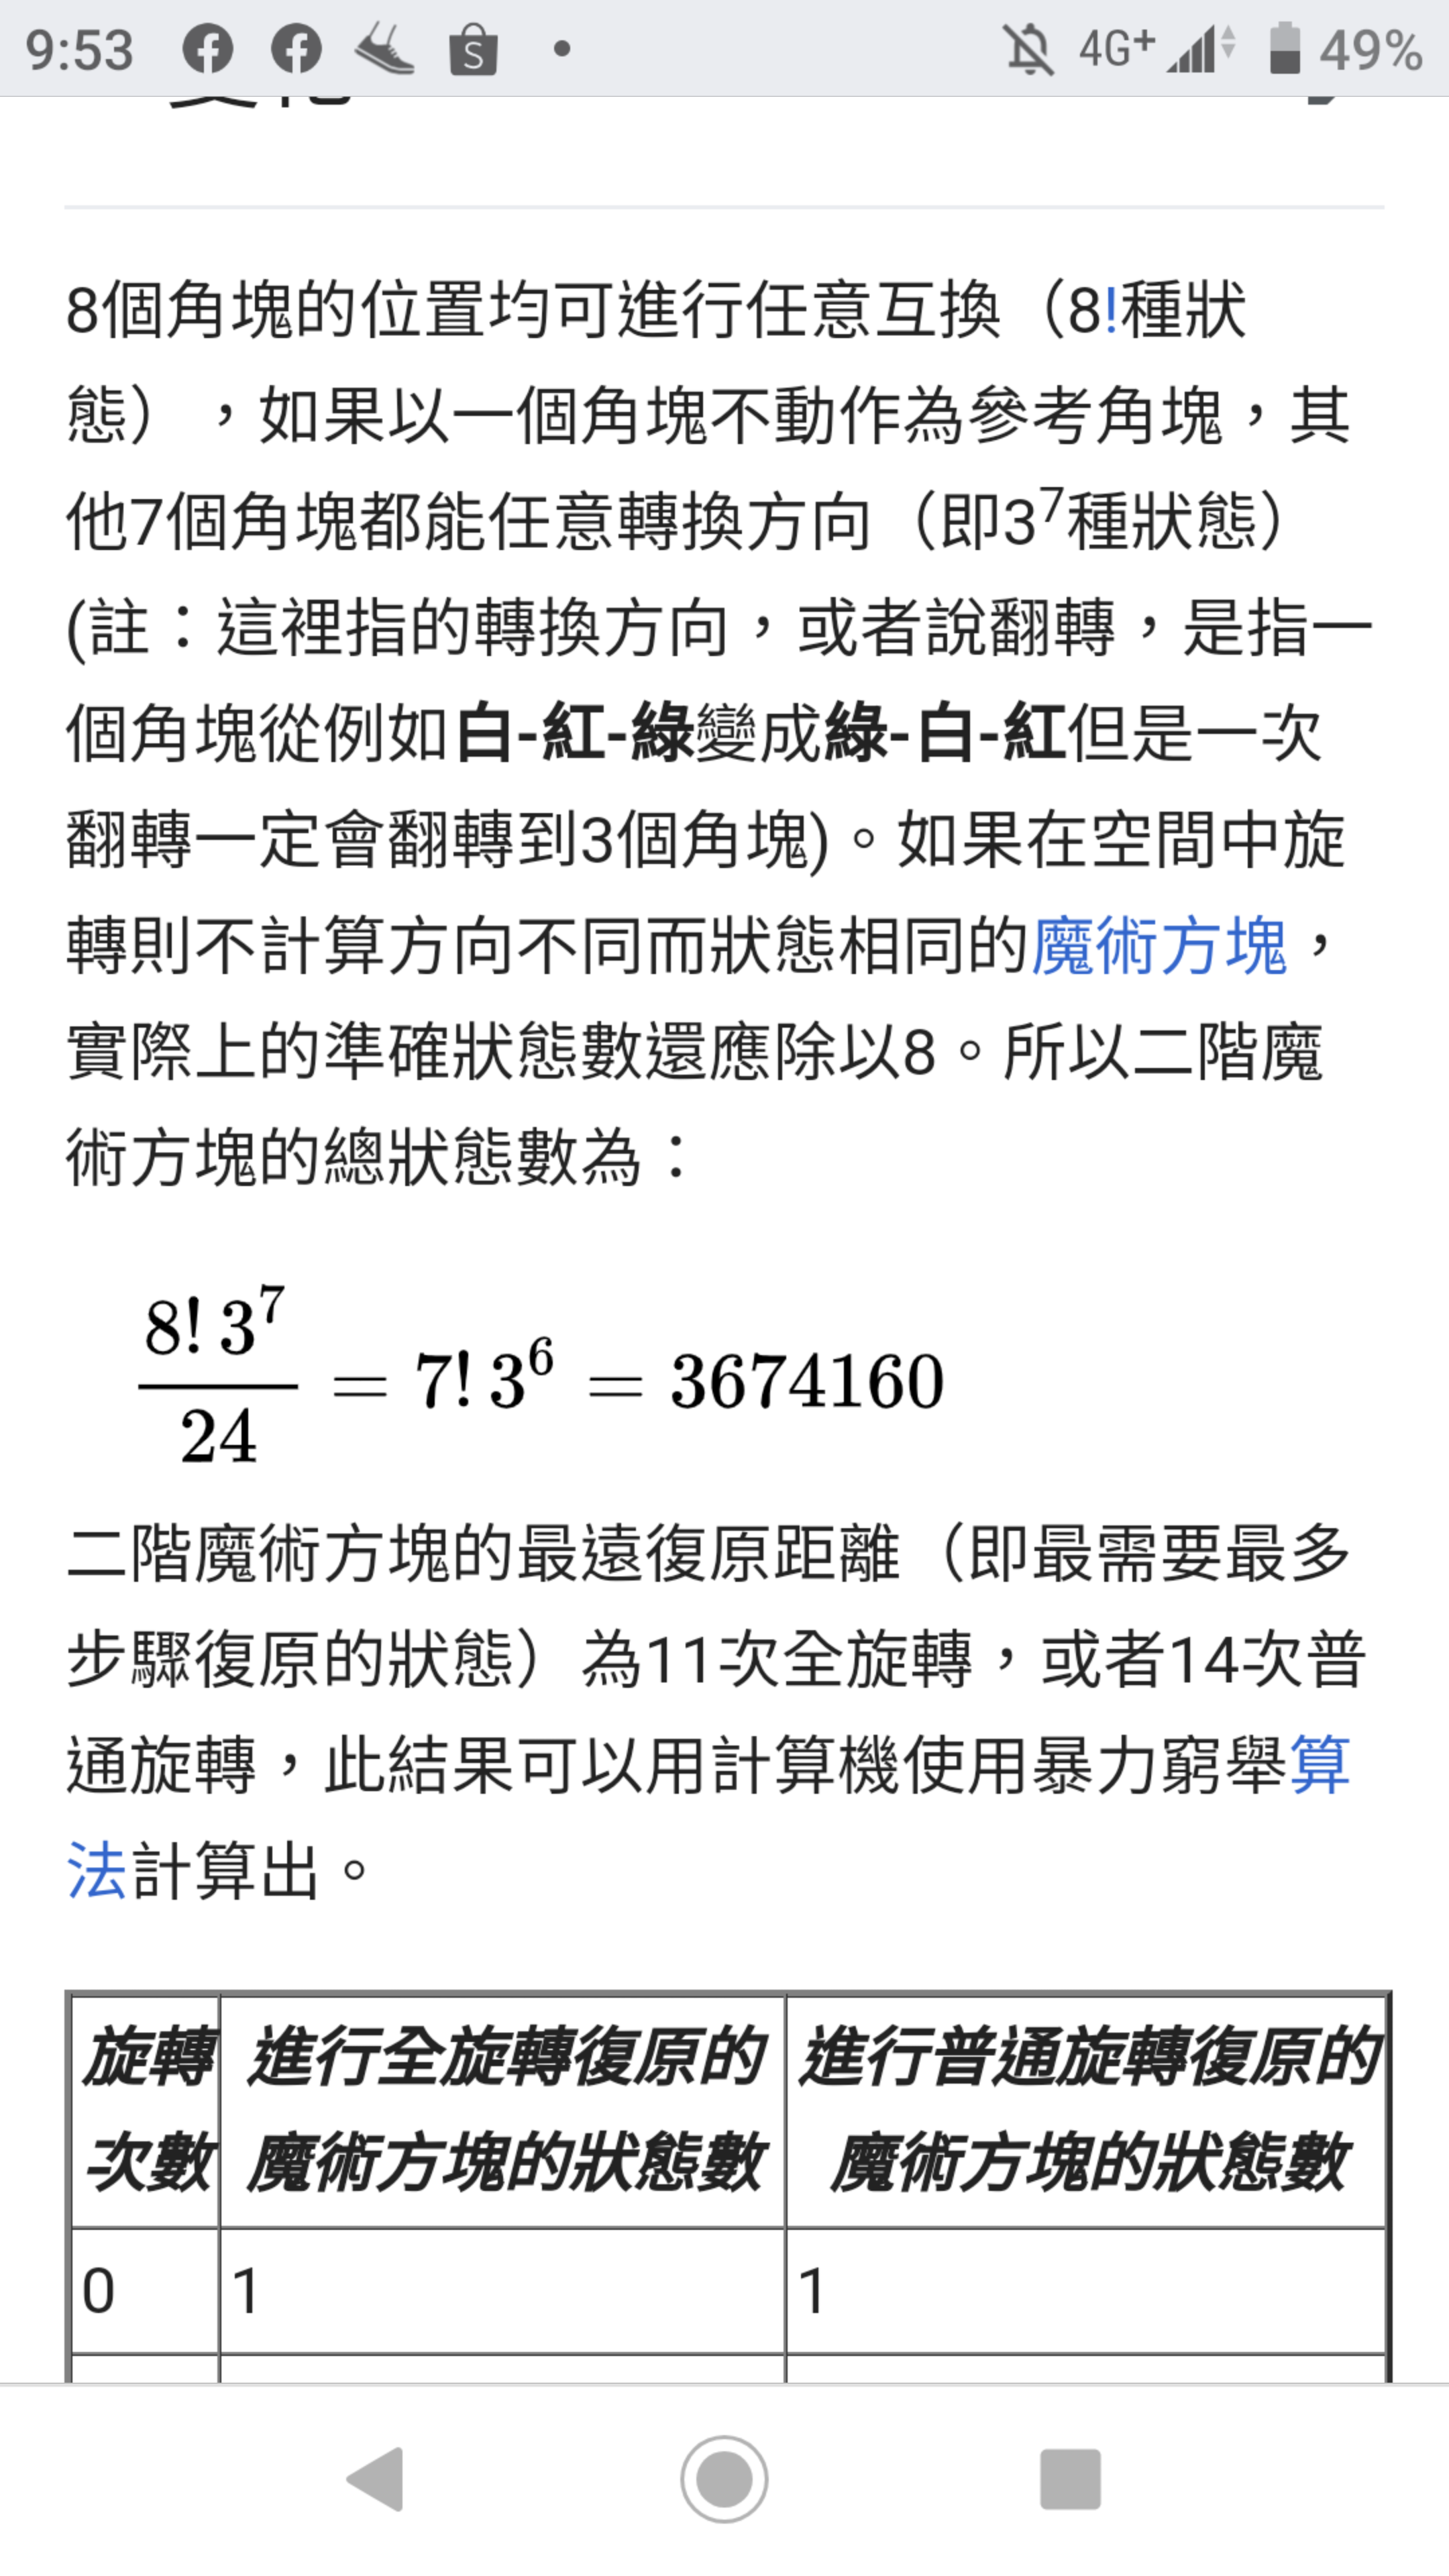 9:53
4G+
49%
8個角塊的位置均可進行任意互換（8!種狀
態），如果以一個角塊不動作為參考角塊，其
他7個角塊都能任意轉換方向（即3⁷種狀態）
(註：這裡指的轉換方向，或者說翻轉，是指一
個角塊從例如白-紅-綠變成綠-白-紅但是一次
翻轉一定會翻轉到3個角塊)。如果在空間中旋
轉則不計算方向不同而狀態相同的魔術方塊，
實際上的準確狀態數還應除以8。所以二階魔
術方塊的總狀態數為：
8! 3⁷ / 24 = 7! 3⁶ = 3674160
二階魔術方塊的最遠復原距離（即最需要最多
步驟復原的狀態）為11次全旋轉，或者14次普
通旋轉，此結果可以用計算機使用暴力窮舉算
法計算出。
旋轉次數 進行全旋轉復原的魔術方塊的狀態數 進行普通旋轉復原的魔術方塊的狀態數
0 1 1